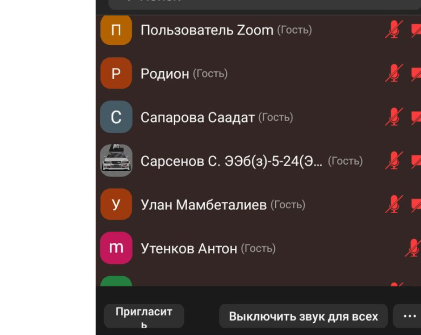 П Пользователь Zoom (Гость)
Р Родион (Гость)
С Сапарова Саадат (Гость)
Сарсенов С. ЭЭб(з)-5-24(Э... (Гость)
У Улан Мамбеталиев (Гость)
m Утенков Антон (Гость)
Пригласит
ь
Выключить звук для всех
...